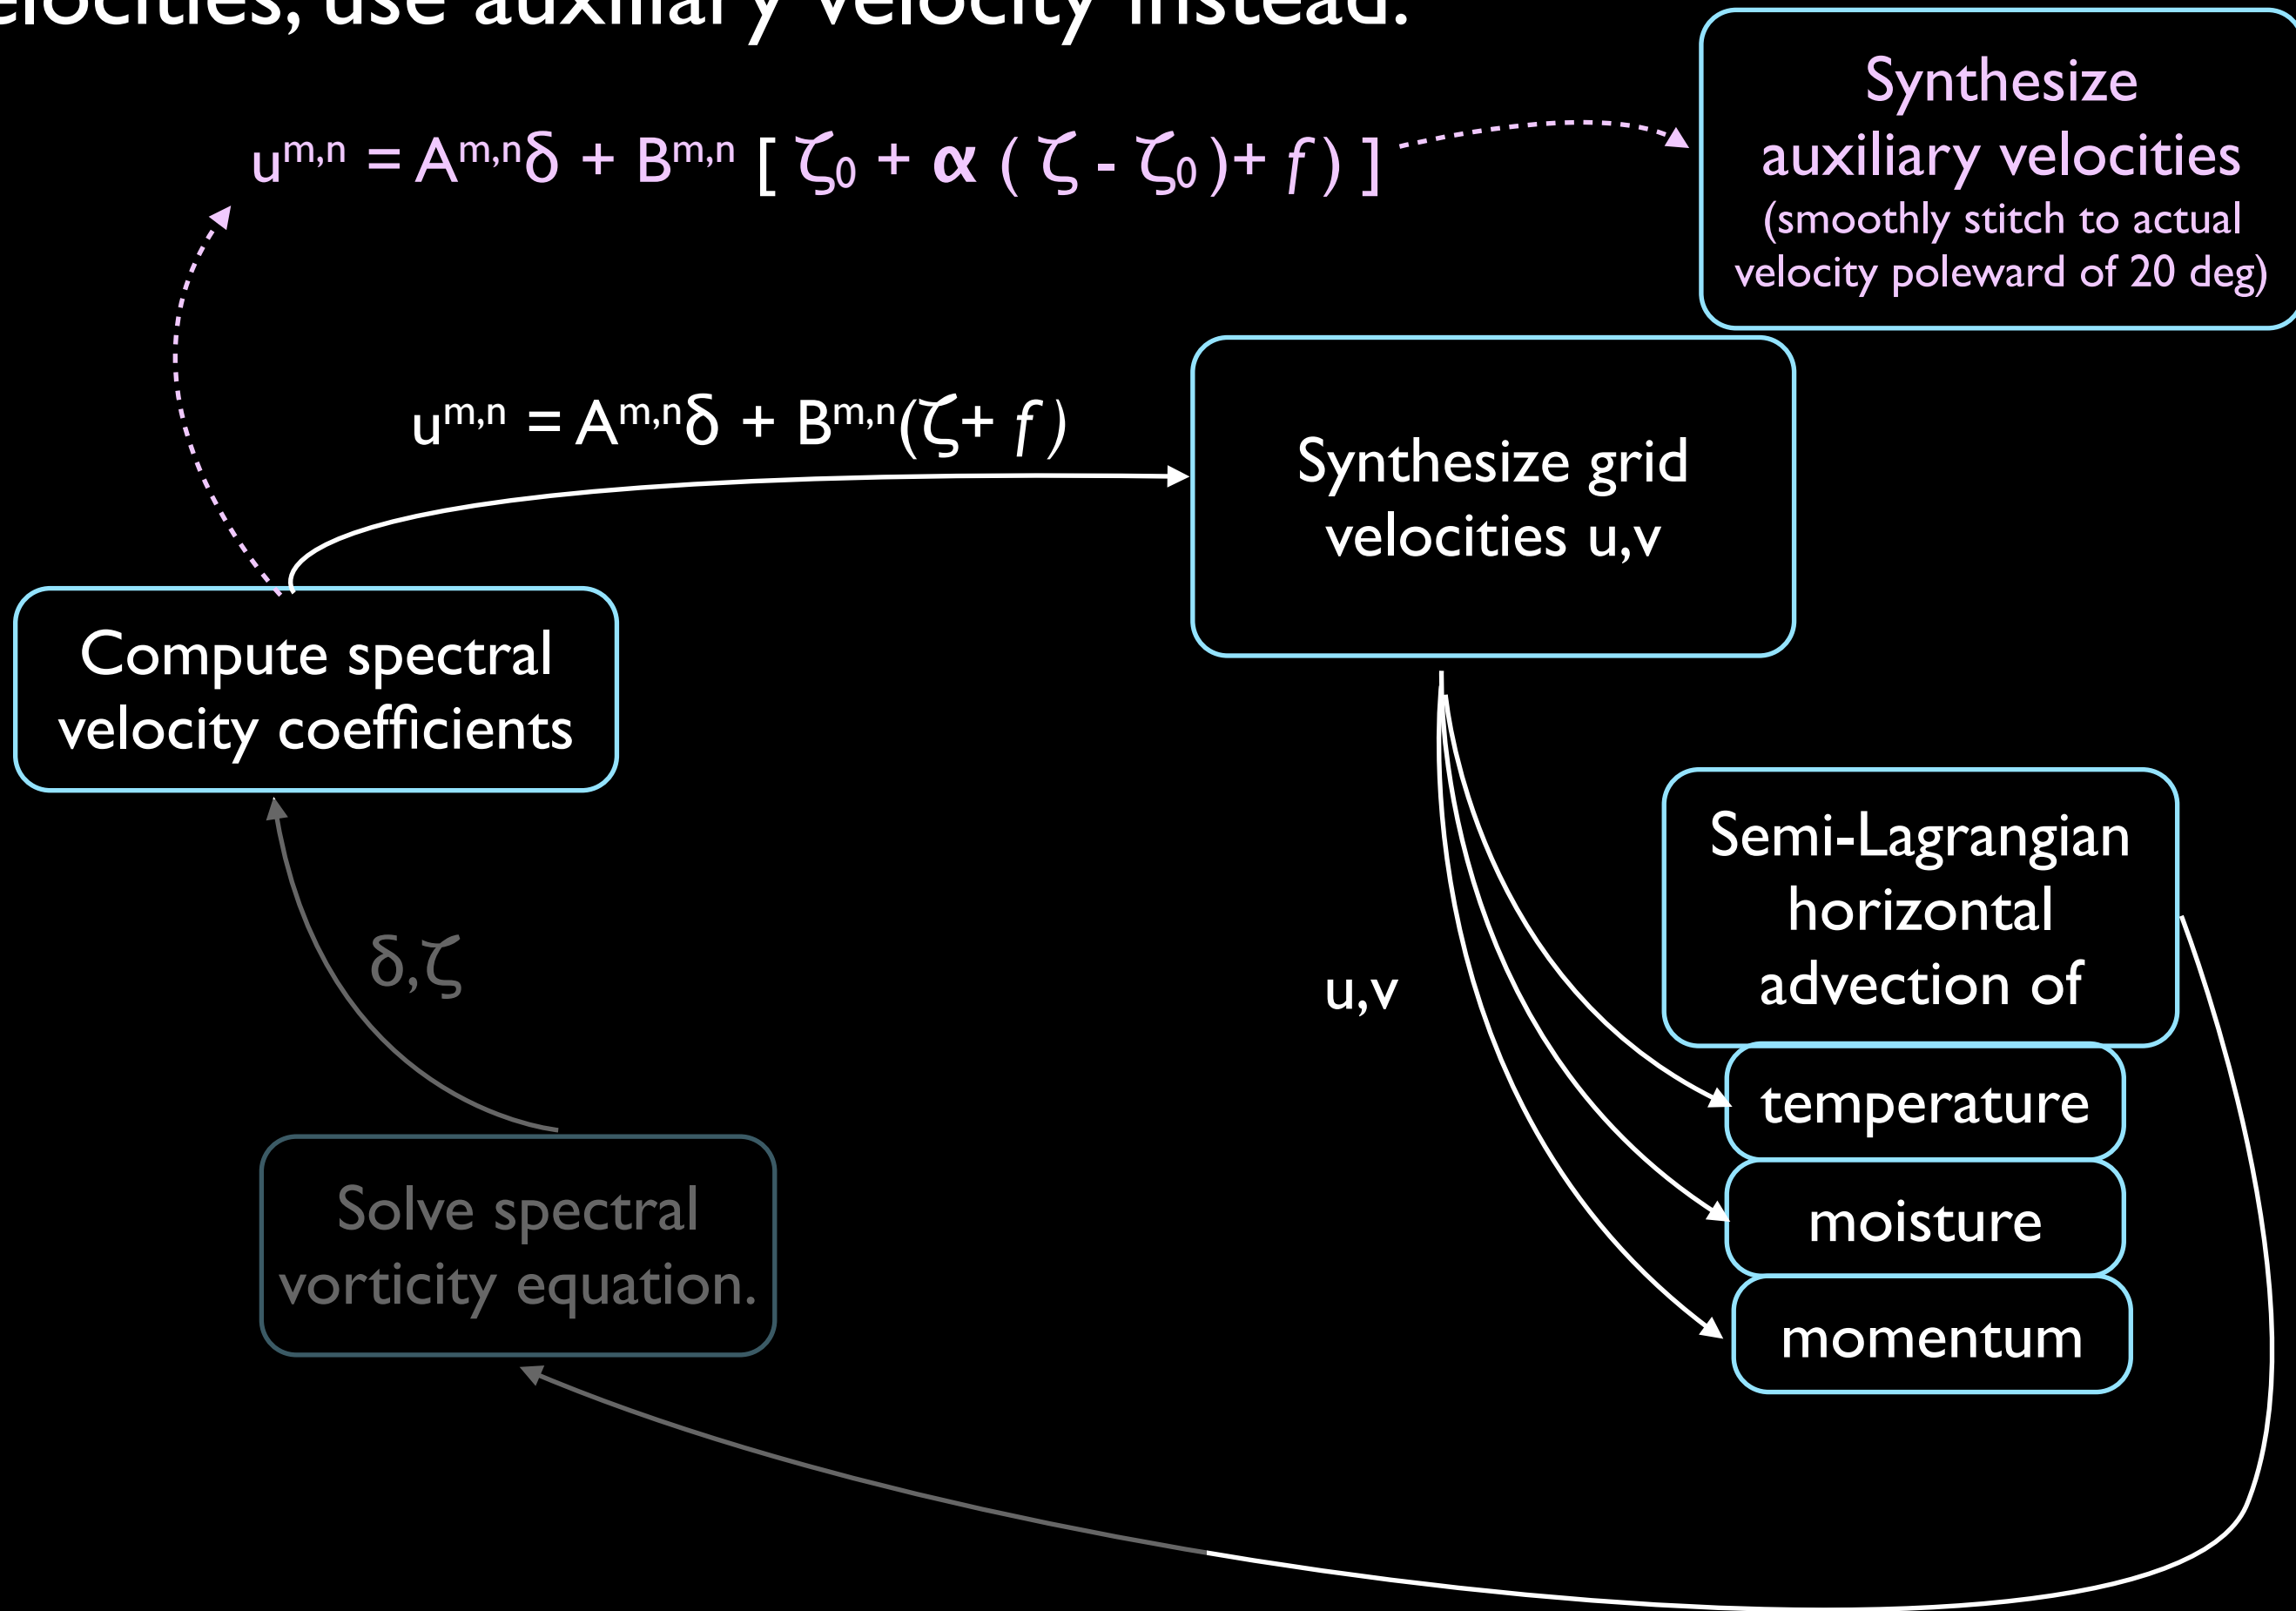 use auxiliary velocity instead.
Synthesize
auxiliary velocities
(smoothly stitch to actual
velocity poleward of 20 deg)
u^m,n = A^m,nδ + B^m,n [ ζ₀ + α ( ζ - ζ₀)+ f ) ]
u^m,n = A^m,nδ + B^m,n(ζ+ f )
Synthesize grid
velocities u,v
Compute spectral
velocity coefficients
δ,ζ
u,v
Semi-Lagrangian
horizontal
advection of
temperature
moisture
momentum
Solve spectral
vorticity equation.